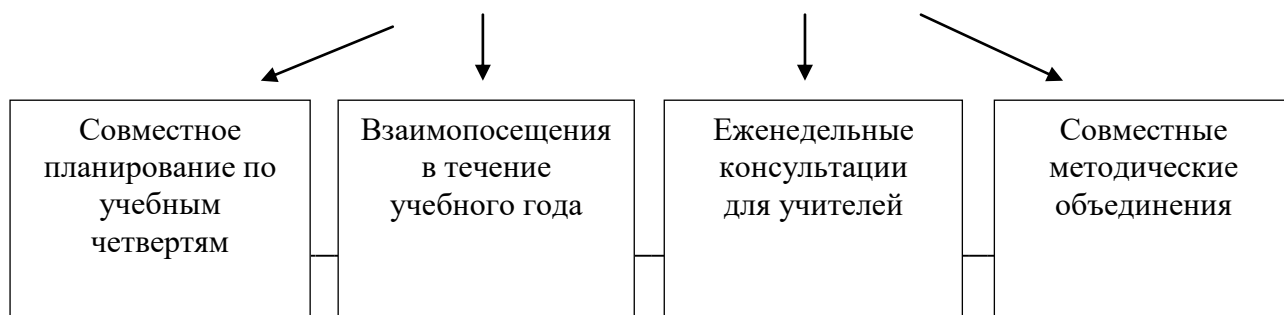 Совместное
планирование по
учебным
четвертям
Взаимопосещения
в течение
учебного года
Еженедельные
консультации
для учителей
Совместные
методические
объединения